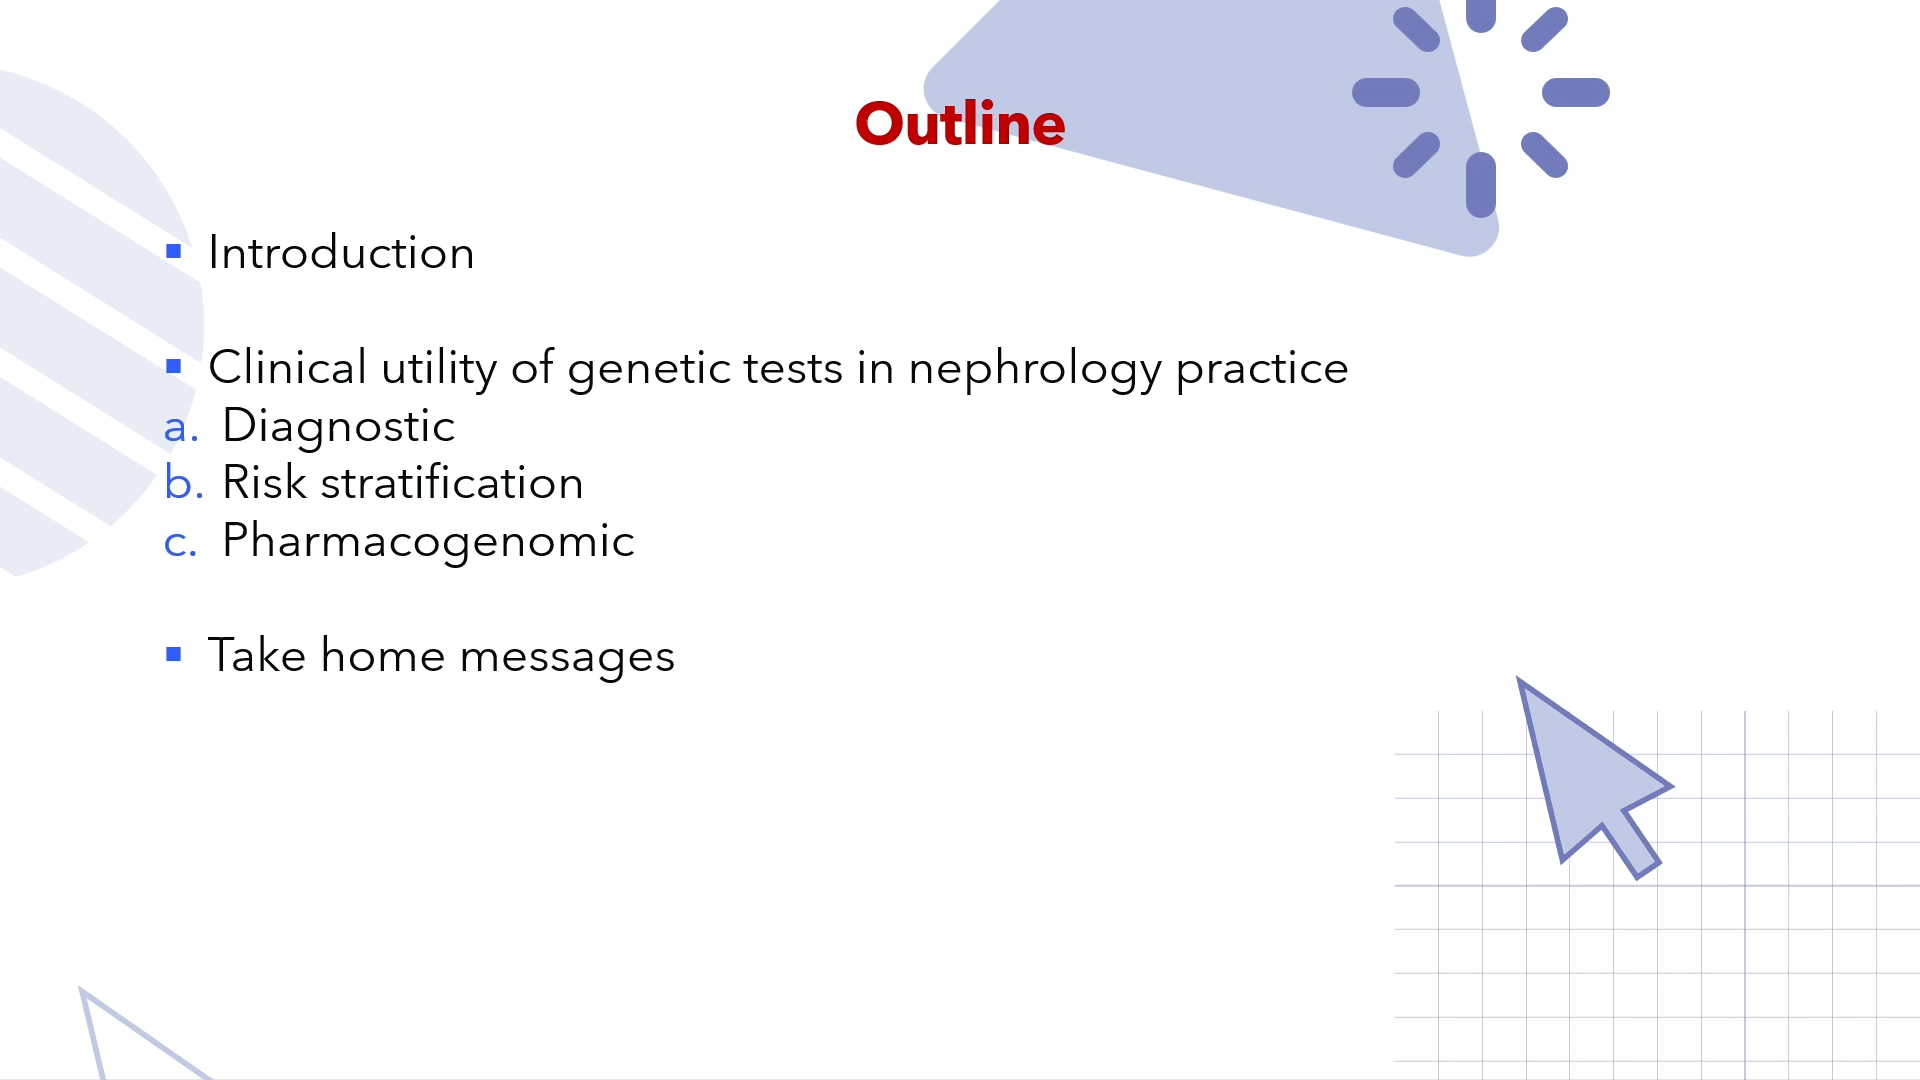 Outline
▪ Introduction
▪ Clinical utility of genetic tests in nephrology practice
a. Diagnostic
b. Risk stratification
c. Pharmacogenomic
▪ Take home messages